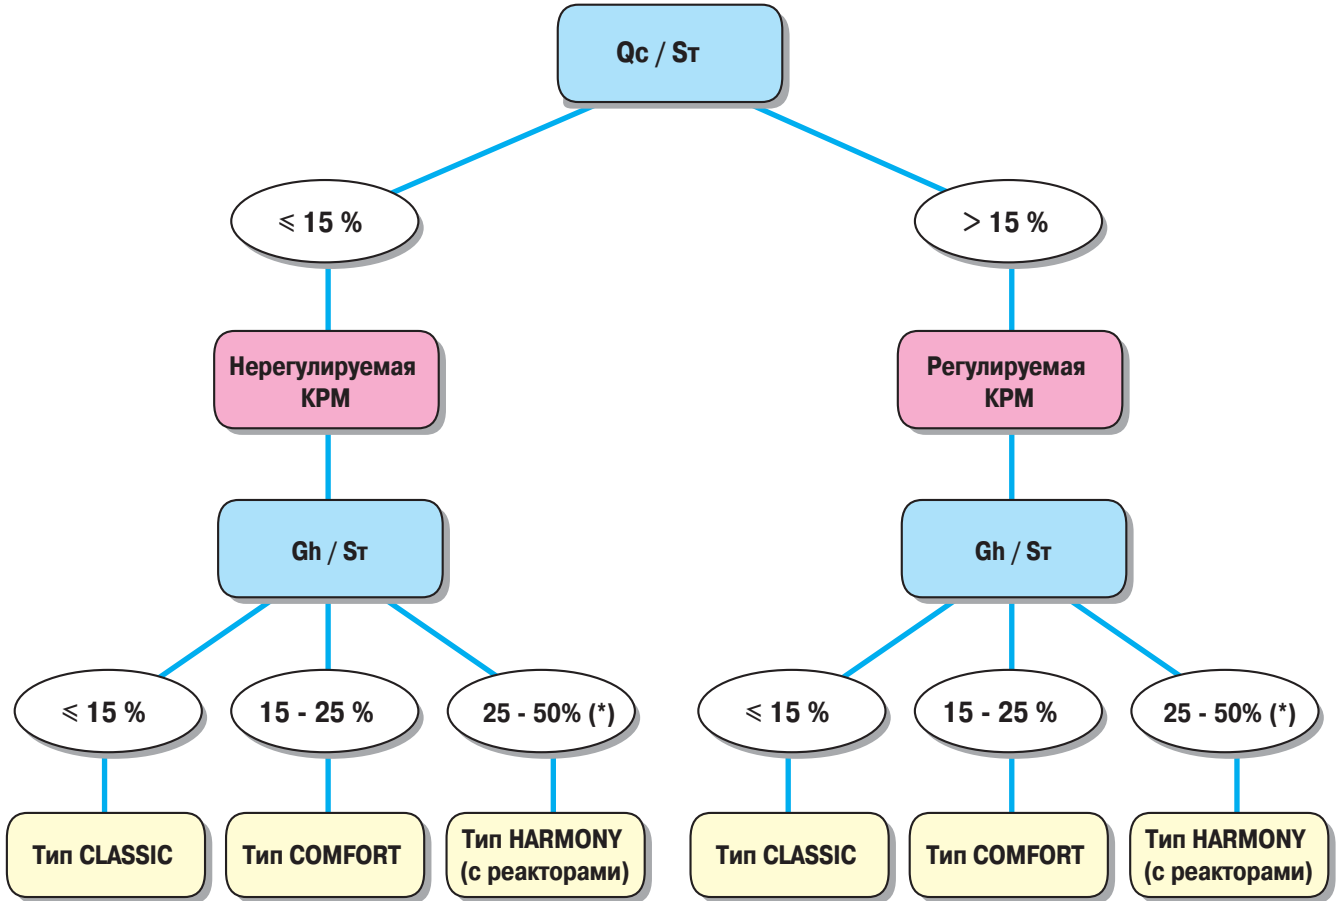 Qc / Sт
⩽ 15 %
> 15 %
Нерегулируемая
КРМ
Регулируемая
КРМ
Gh / Sт
Gh / Sт
⩽ 15 %
15 - 25 %
25 - 50% (*)
⩽ 15 %
15 - 25 %
25 - 50% (*)
Тип CLASSIC
Тип COMFORT
Тип HARMONY
(с реакторами)
Тип CLASSIC
Тип COMFORT
Тип HARMONY
(с реакторами)